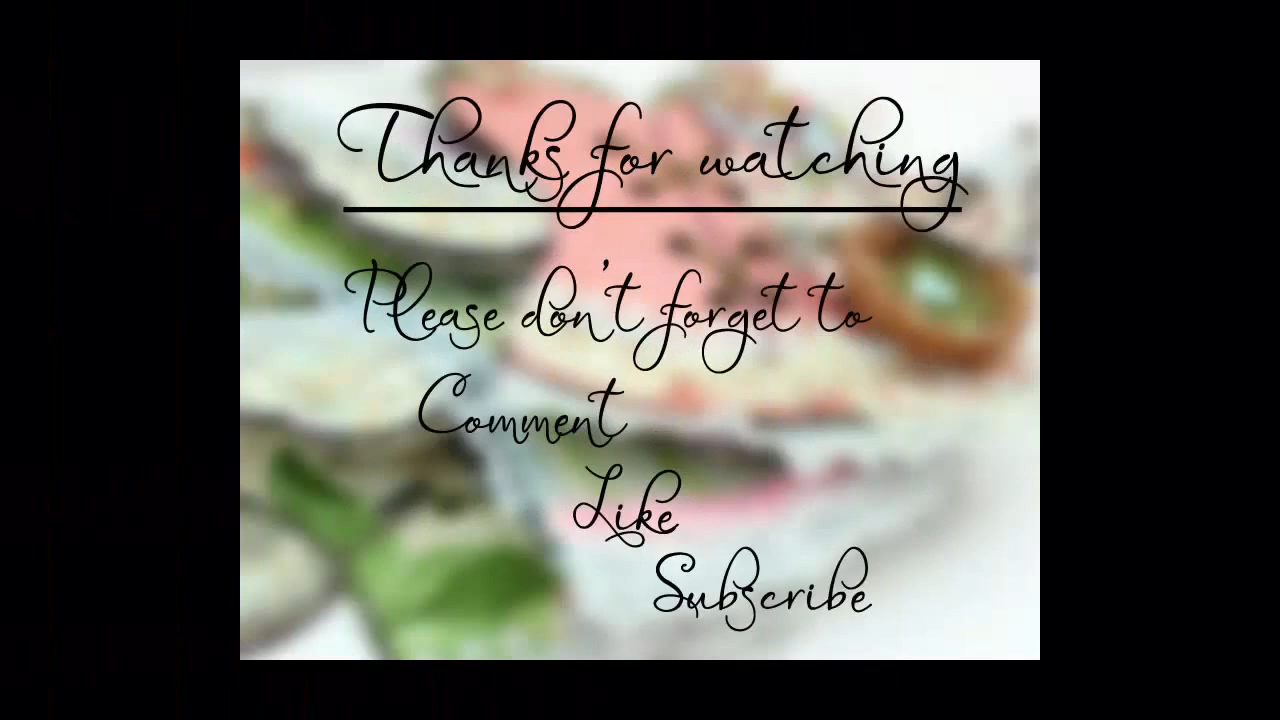 Thanks for watching
Please don't forget to
Comment
Like
Subscribe